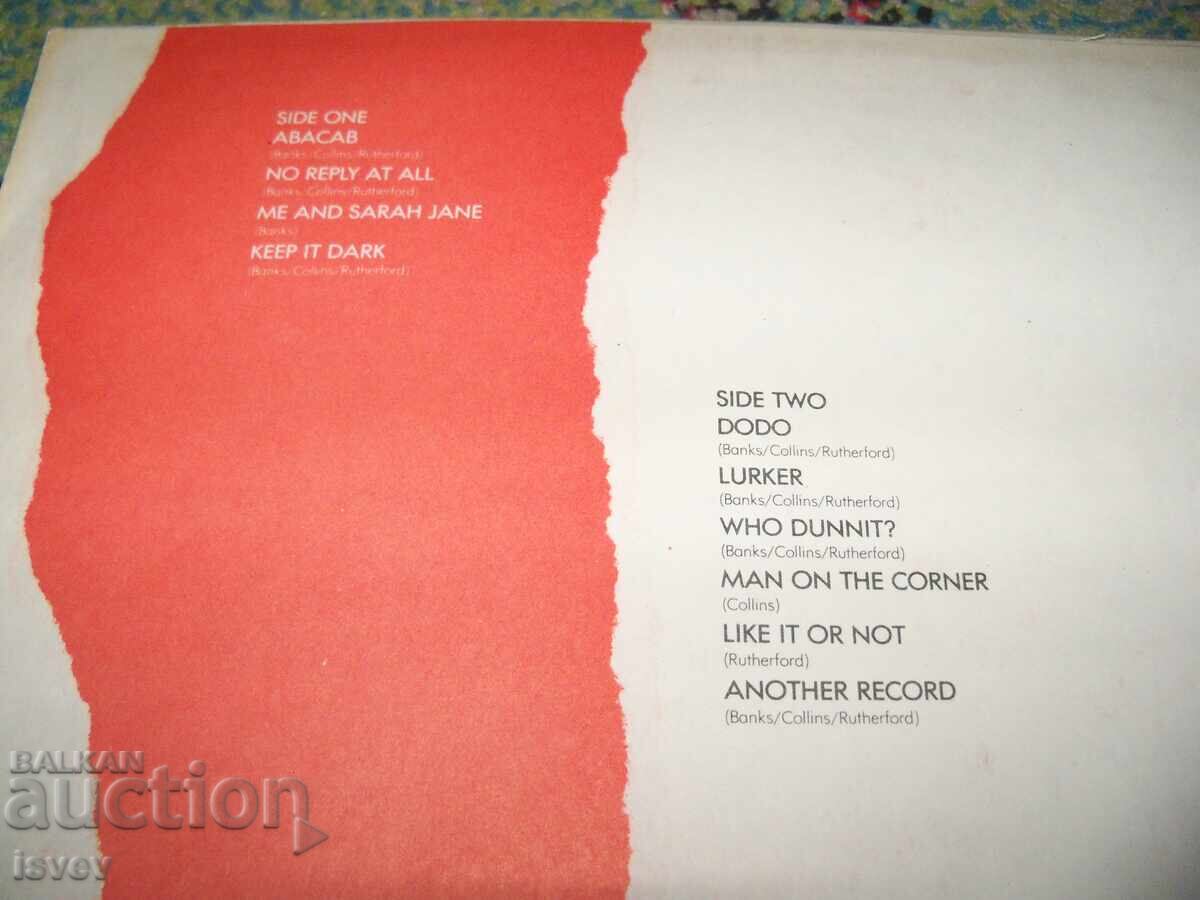 SIDE ONE
ABACAB
(Banks/Collins/Rutherford)
NO REPLY AT ALL
(Banks/Collins/Rutherford)
ME AND SARAH JANE
(Banks)
KEEP IT DARK
(Banks/Collins/Rutherford)
SIDE TWO
DODO
(Banks/Collins/Rutherford)
LURKER
(Banks/Collins/Rutherford)
WHO DUNNIT?
(Banks/Collins/Rutherford)
MAN ON THE CORNER
(Collins)
LIKE IT OR NOT
(Rutherford)
ANOTHER RECORD
(Banks/Collins/Rutherford)
BALKAN
auction
isvev